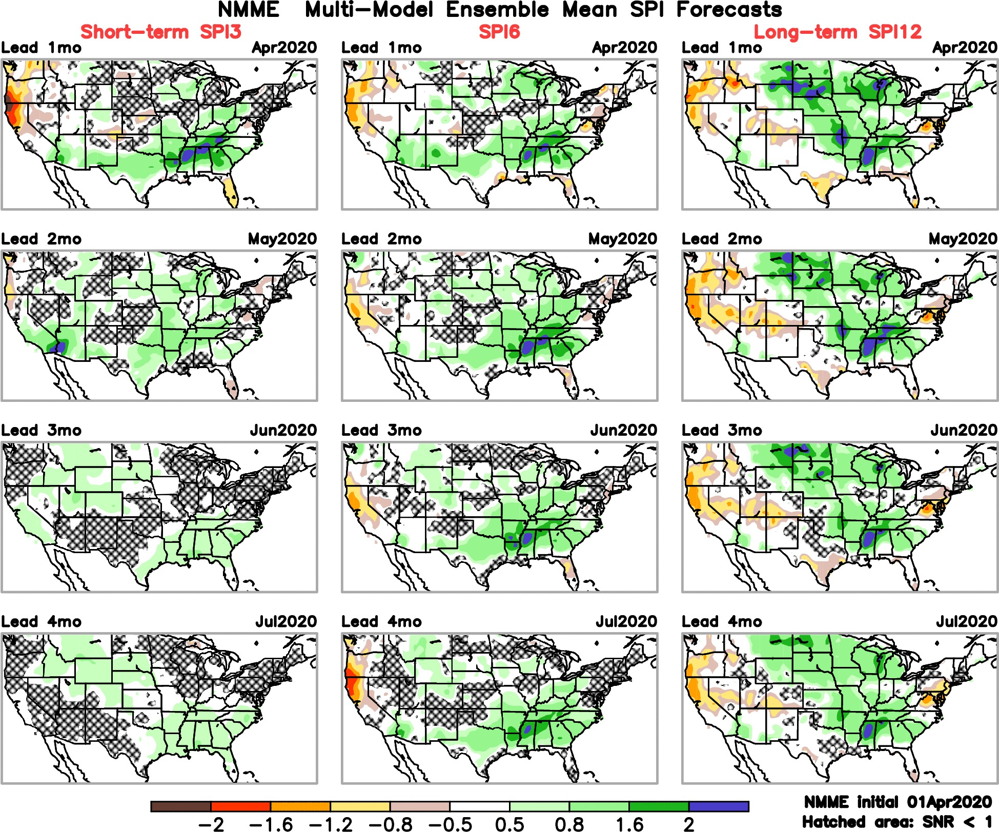 NMME Multi-Model Ensemble Mean SPI Forecasts
Short-term SPI3 SPI6 Long-term SPI12
Lead 1mo Apr2020 Lead 1mo Apr2020 Lead 1mo Apr2020
Lead 2mo May2020 Lead 2mo May2020 Lead 2mo May2020
Lead 3mo Jun2020 Lead 3mo Jun2020 Lead 3mo Jun2020
Lead 4mo Jul2020 Lead 4mo Jul2020 Lead 4mo Jul2020
-2 -1.6 -1.2 -0.8 -0.5 0.5 0.8 1.6 2
NMME initial 01Apr2020
Hatched area: SNR < 1